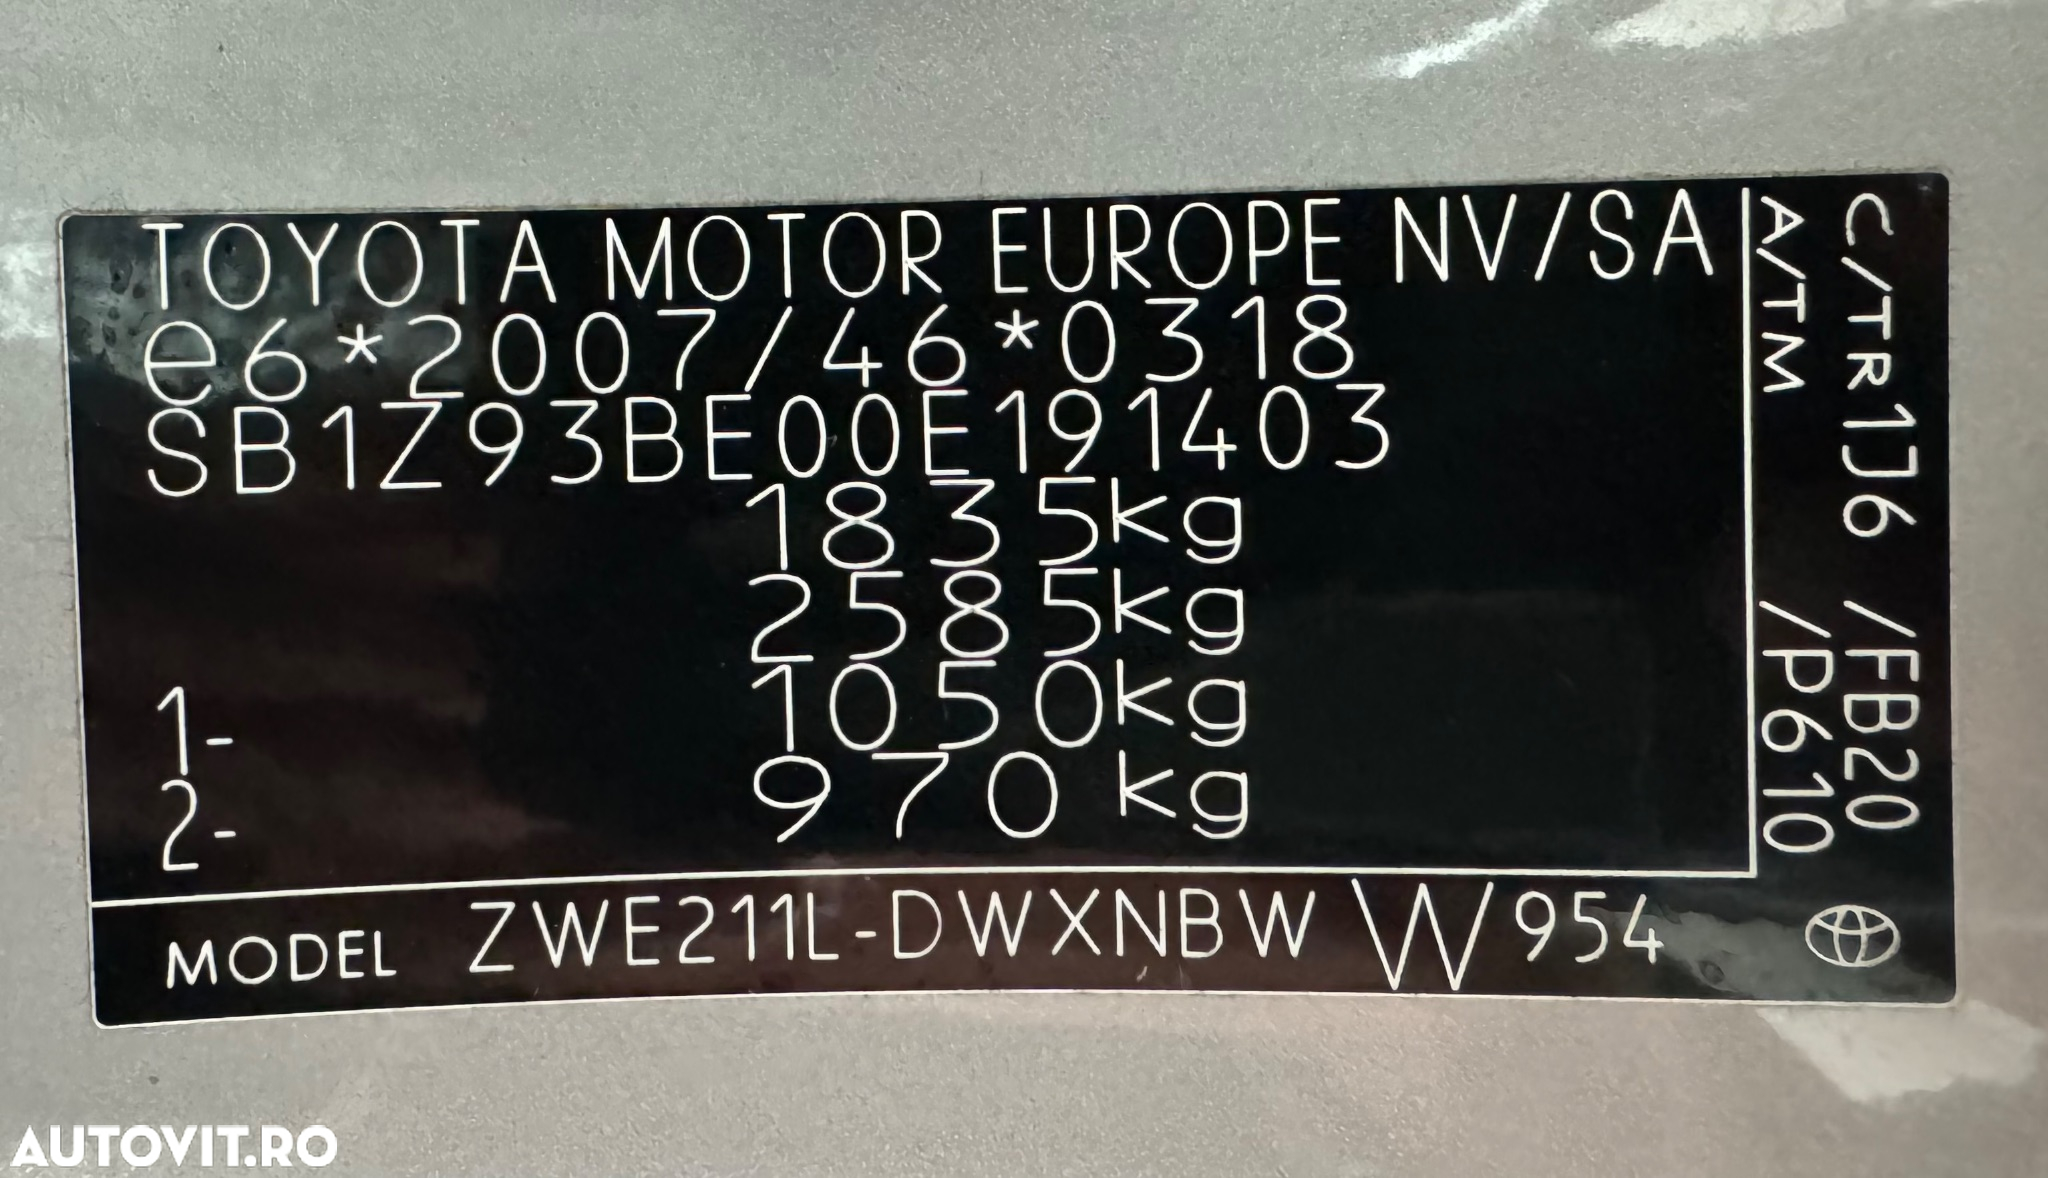 TOYOTA MOTOR EUROPE NV/SA
e6*2007/46*0318
SB1Z93BE00E191403
1835kg
2585kg
1- 1050kg
2- 970kg
MODEL ZWE211L-DWXNBW W954
C/TR 1J6 /FB20
A/TM /P610
AUTOVIT.RO